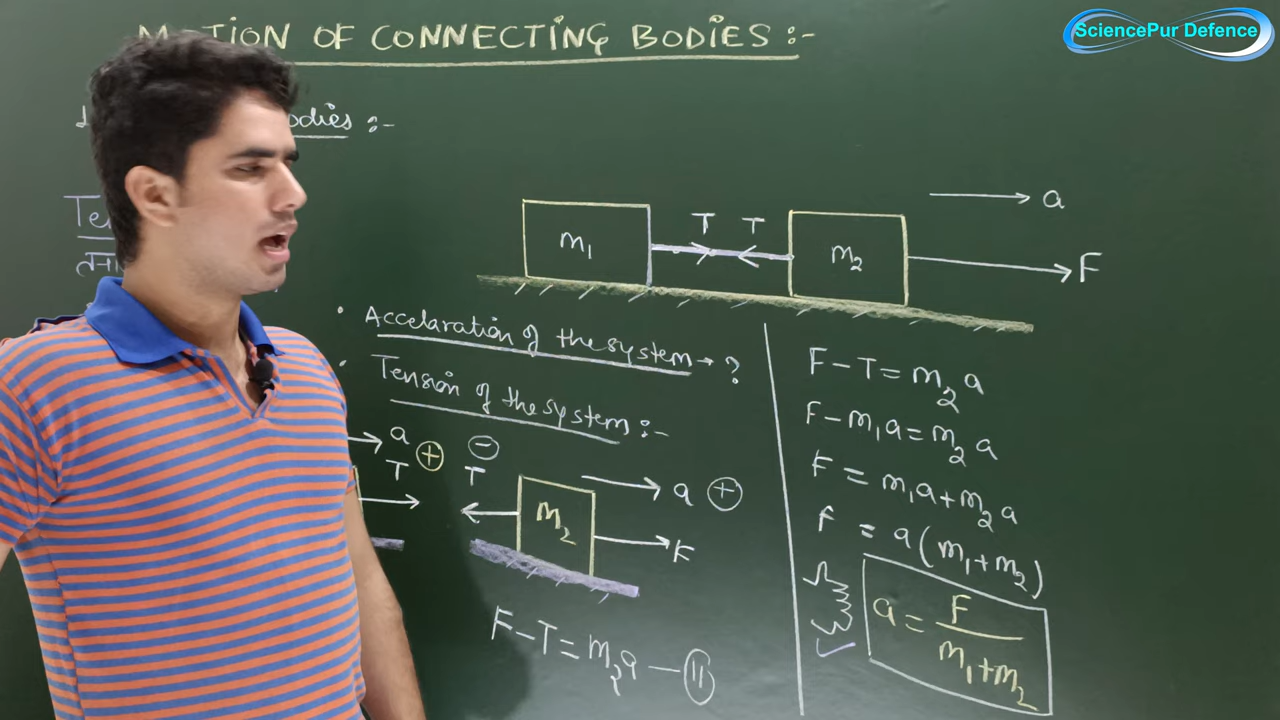 SciencePur Defence
MOTION OF CONNECTING BODIES :-
odies :-
a
T T
m₁ m₂ F
Te
• Accelaration of the system → ?
• Tension of the system :-
a ⊕ ⊖
T T
a ⊕
m₂
F
F-T=m₂a — (II)
F-T=m₂a
F-m₁a=m₂a
F=m₁a+m₂a
F=a(m₁+m₂)
a=F/(m₁+m₂)